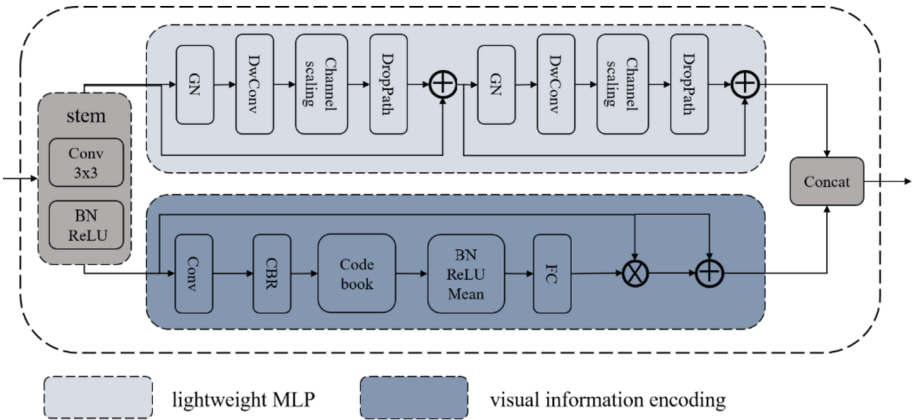 GN
DwConv
Channel
scaling
DropPath
GN
DwConv
Channel
scaling
DropPath
stem
Conv
3x3
BN
ReLU
Concat
Conv
CBR
Code
book
BN
ReLU
Mean
FC
lightweight MLP
visual information encoding